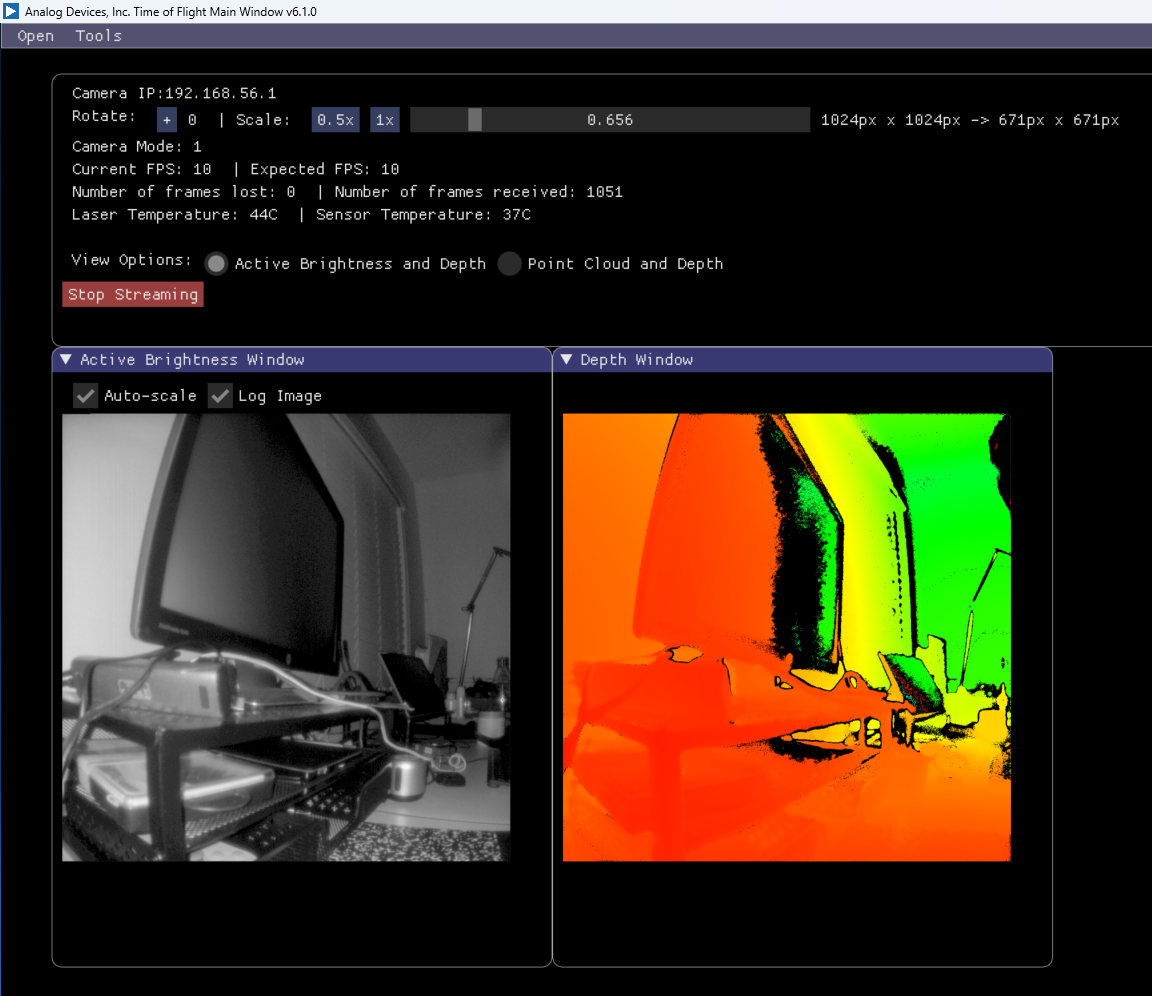 Analog Devices, Inc. Time of Flight Main Window v6.1.0
Open Tools
Camera IP:192.168.56.1
Rotate: + 0 | Scale: 0.5x 1x 0.656 1024px x 1024px -> 671px x 671px
Camera Mode: 1
Current FPS: 10 | Expected FPS: 10
Number of frames lost: 0 | Number of frames received: 1051
Laser Temperature: 44C | Sensor Temperature: 37C
View Options: Active Brightness and Depth Point Cloud and Depth
Stop Streaming
Active Brightness Window
Depth Window
Auto-scale Log Image